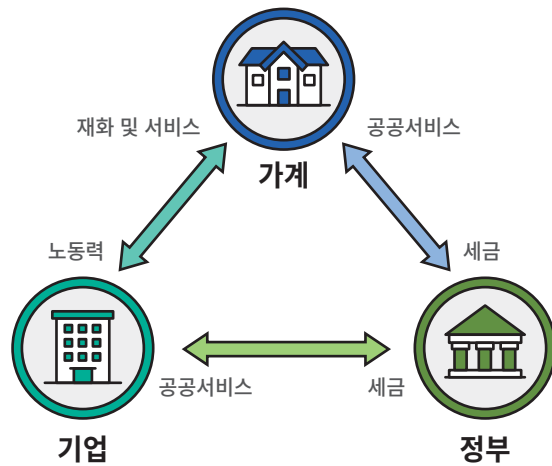 재화 및 서비스
공공서비스
가계
노동력
세금
공공서비스
세금
기업
정부